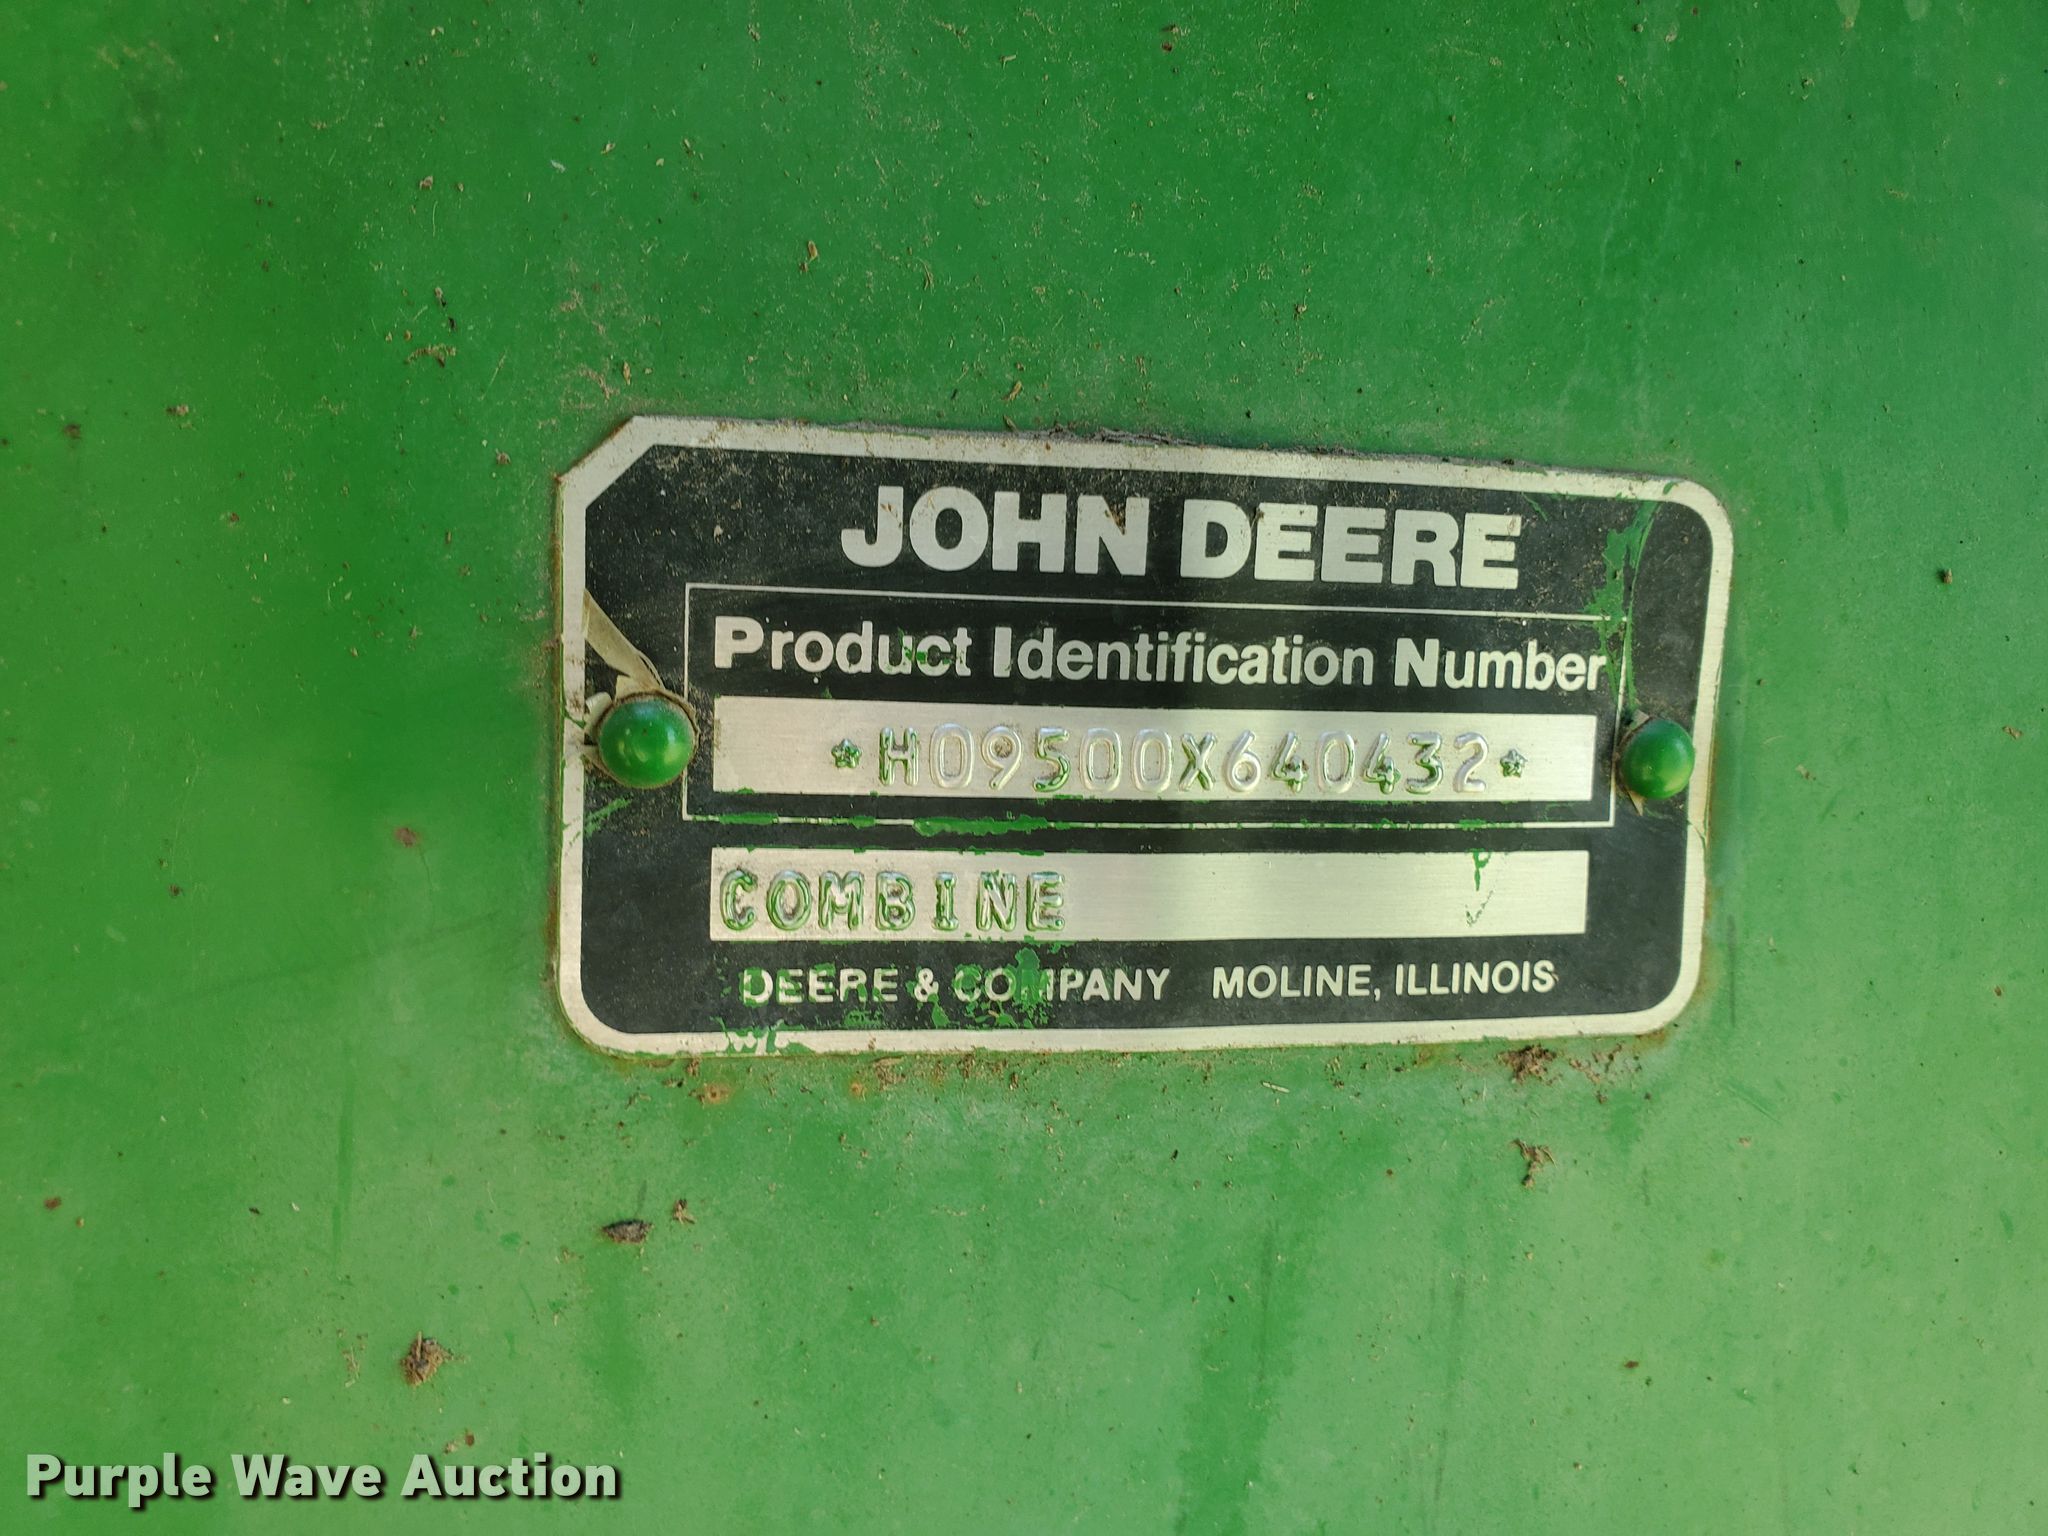 JOHN DEERE
Product Identification Number
*H09500X640432*
COMBINE
DEERE & COMPANY MOLINE, ILLINOIS
Purple Wave Auction